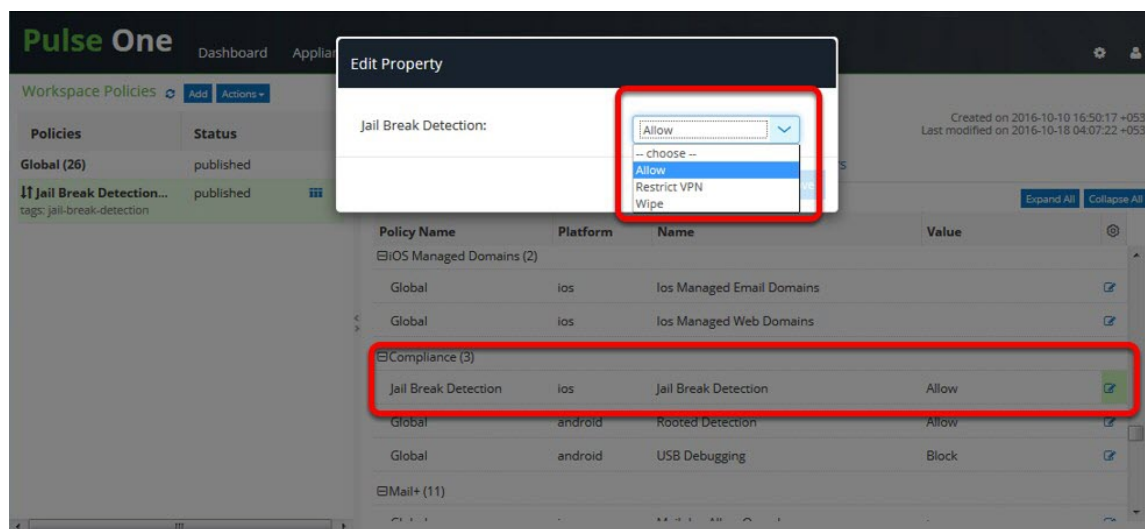 Pulse One
Dashboard
Edit Property
Workspace Policies Add Actions
Jail Break Detection:
Allow
-- choose --
Allow
Restrict VPN
Wipe
Created on 2016-10-10 16:50:17 +053
Last modified on 2016-10-18 04:07:22 +053
Policies Status
Global (26) published
Jail Break Detection... published
tags: jail-break-detection
Expand All Collapse All
Policy Name Platform Name Value
iOS Managed Domains (2)
Global ios Ios Managed Email Domains
Global ios Ios Managed Web Domains
Compliance (3)
Jail Break Detection ios Jail Break Detection Allow
Global android Rooted Detection Allow
Global android USB Debugging Block
Mail+ (11)